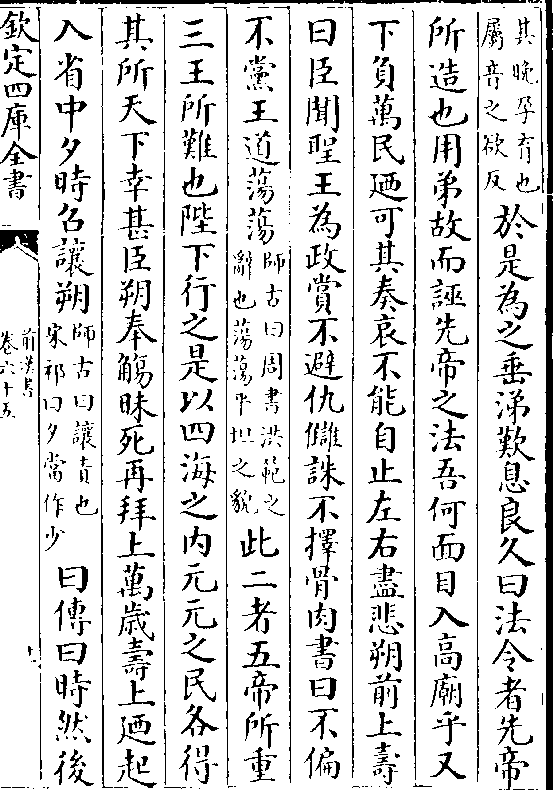 其晚孕育也屬音之欲反於是為之垂涕歎息良久曰法令者先帝
所造也用弟故而誣先帝之法吾何面目入高廟乎又
下負萬民廼可其奏哀不能自止左右盡悲朔前上壽
曰臣聞聖王為政賞不避仇讎誅不擇骨肉書曰不偏
不黨王道蕩蕩師古曰周書洪範之辭也蕩蕩平坦之貌此二者五帝所重
三王所難也陛下行之是以四海之內元元之民各得
其所天下幸甚臣朔奉觴昧死再拜上萬歲壽上廼起
入省中夕時召讓朔師古曰讓責也宋祁曰夕當作少曰傳曰時然後
欽定四庫全書
前漢書
卷六十五